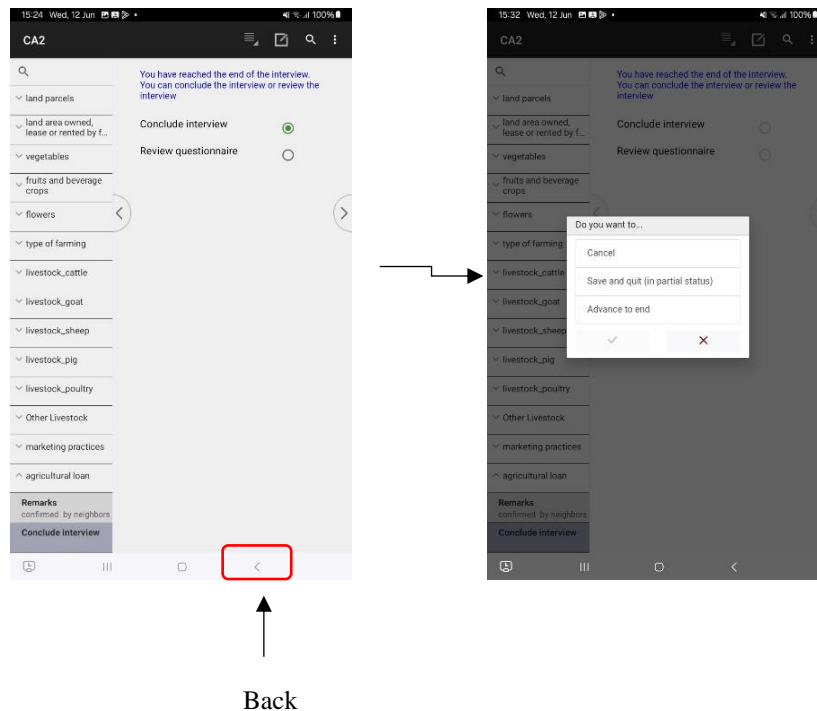 15:24 Wed, 12 Jun
100%
CA2
You have reached the end of the interview.
You can conclude the interview or review the
interview
land parcels
land area owned,
lease or rented by f...
vegetables
fruits and beverage
crops
flowers
type of farming
livestock_cattle
livestock_goat
livestock_sheep
livestock_pig
livestock_poultry
Other Livestock
marketing practices
agricultural loan
Remarks
confirmed by neighbors
Conclude interview
Conclude interview
Review questionnaire
Back
15:32 Wed, 12 Jun
100%
CA2
You have reached the end of the interview.
You can conclude the interview or review the
interview
land parcels
land area owned,
lease or rented by f...
vegetables
fruits and beverage
crops
flowers
type of farming
livestock_cattle
livestock_goat
livestock_sheep
livestock_pig
livestock_poultry
Other Livestock
marketing practices
agricultural loan
Remarks
confirmed by neighbors
Conclude interview
Conclude interview
Review questionnaire
Do you want to...
Cancel
Save and quit (in partial status)
Advance to end